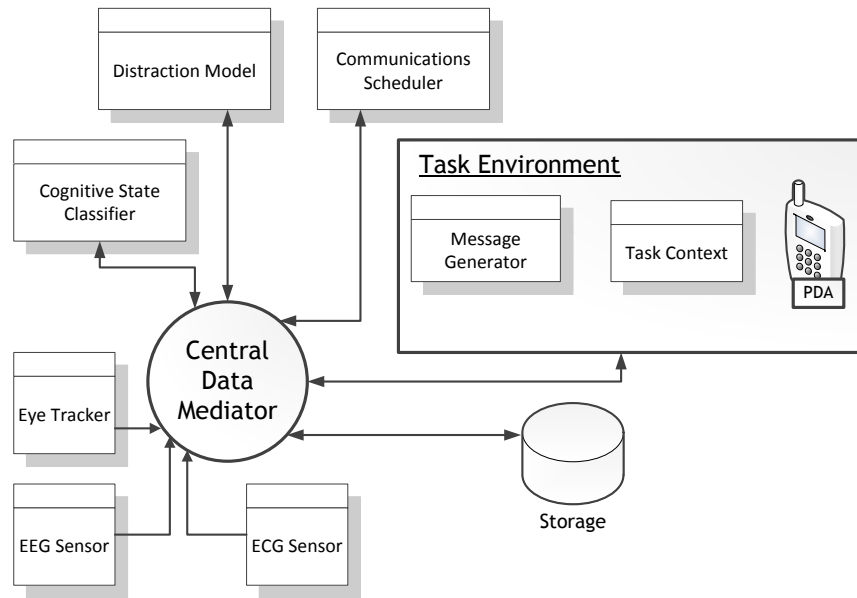 Distraction Model
Communications
Scheduler
Cognitive State
Classifier
Task Environment
Message
Generator
Task Context
PDA
Central
Data
Mediator
Eye Tracker
EEG Sensor
ECG Sensor
Storage